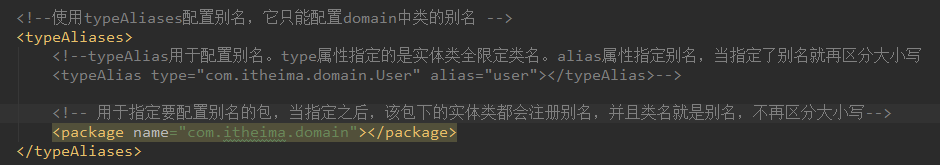 <!--使用typeAliases配置别名，它只能配置domain中类的别名 -->
<typeAliases>
<!--typeAlias用于配置别名。type属性指定的是实体类全限定类名。alias属性指定别名，当指定了别名就再区分大小写
<typeAlias type="com.itheima.domain.User" alias="user"></typeAlias>-->
<!-- 用于指定要配置别名的包，当指定之后，该包下的实体类都会注册别名，并且类名就是别名，不再区分大小写-->
<package name="com.itheima.domain"></package>
</typeAliases>